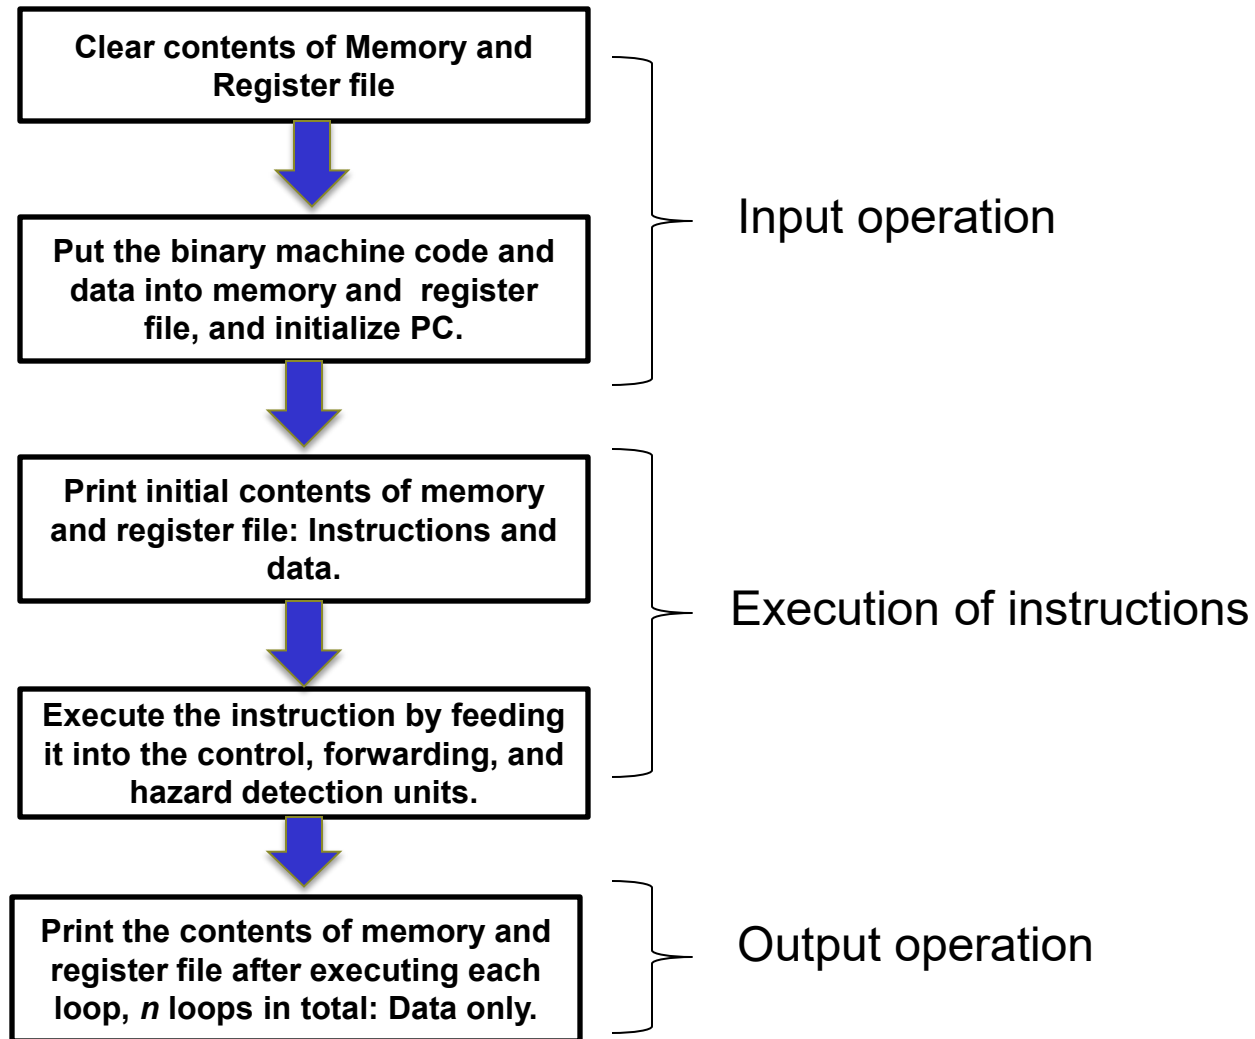 Clear contents of Memory and
Register file
Input operation
Put the binary machine code and
data into memory and  register
file, and initialize PC.
Print initial contents of memory
and register file: Instructions and
data.
Execution of instructions
Execute the instruction by feeding
it into the control, forwarding, and
hazard detection units.
Print the contents of memory and
register file after executing each
loop, n loops in total: Data only.
Output operation